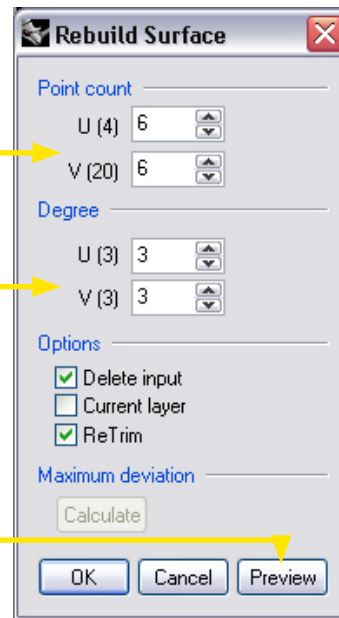 Rebuild Surface
Point count
U (4) 6
V (20) 6
Degree
U (3) 3
V (3) 3
Options
Delete input
Current layer
ReTrim
Maximum deviation
Calculate
OK Cancel Preview